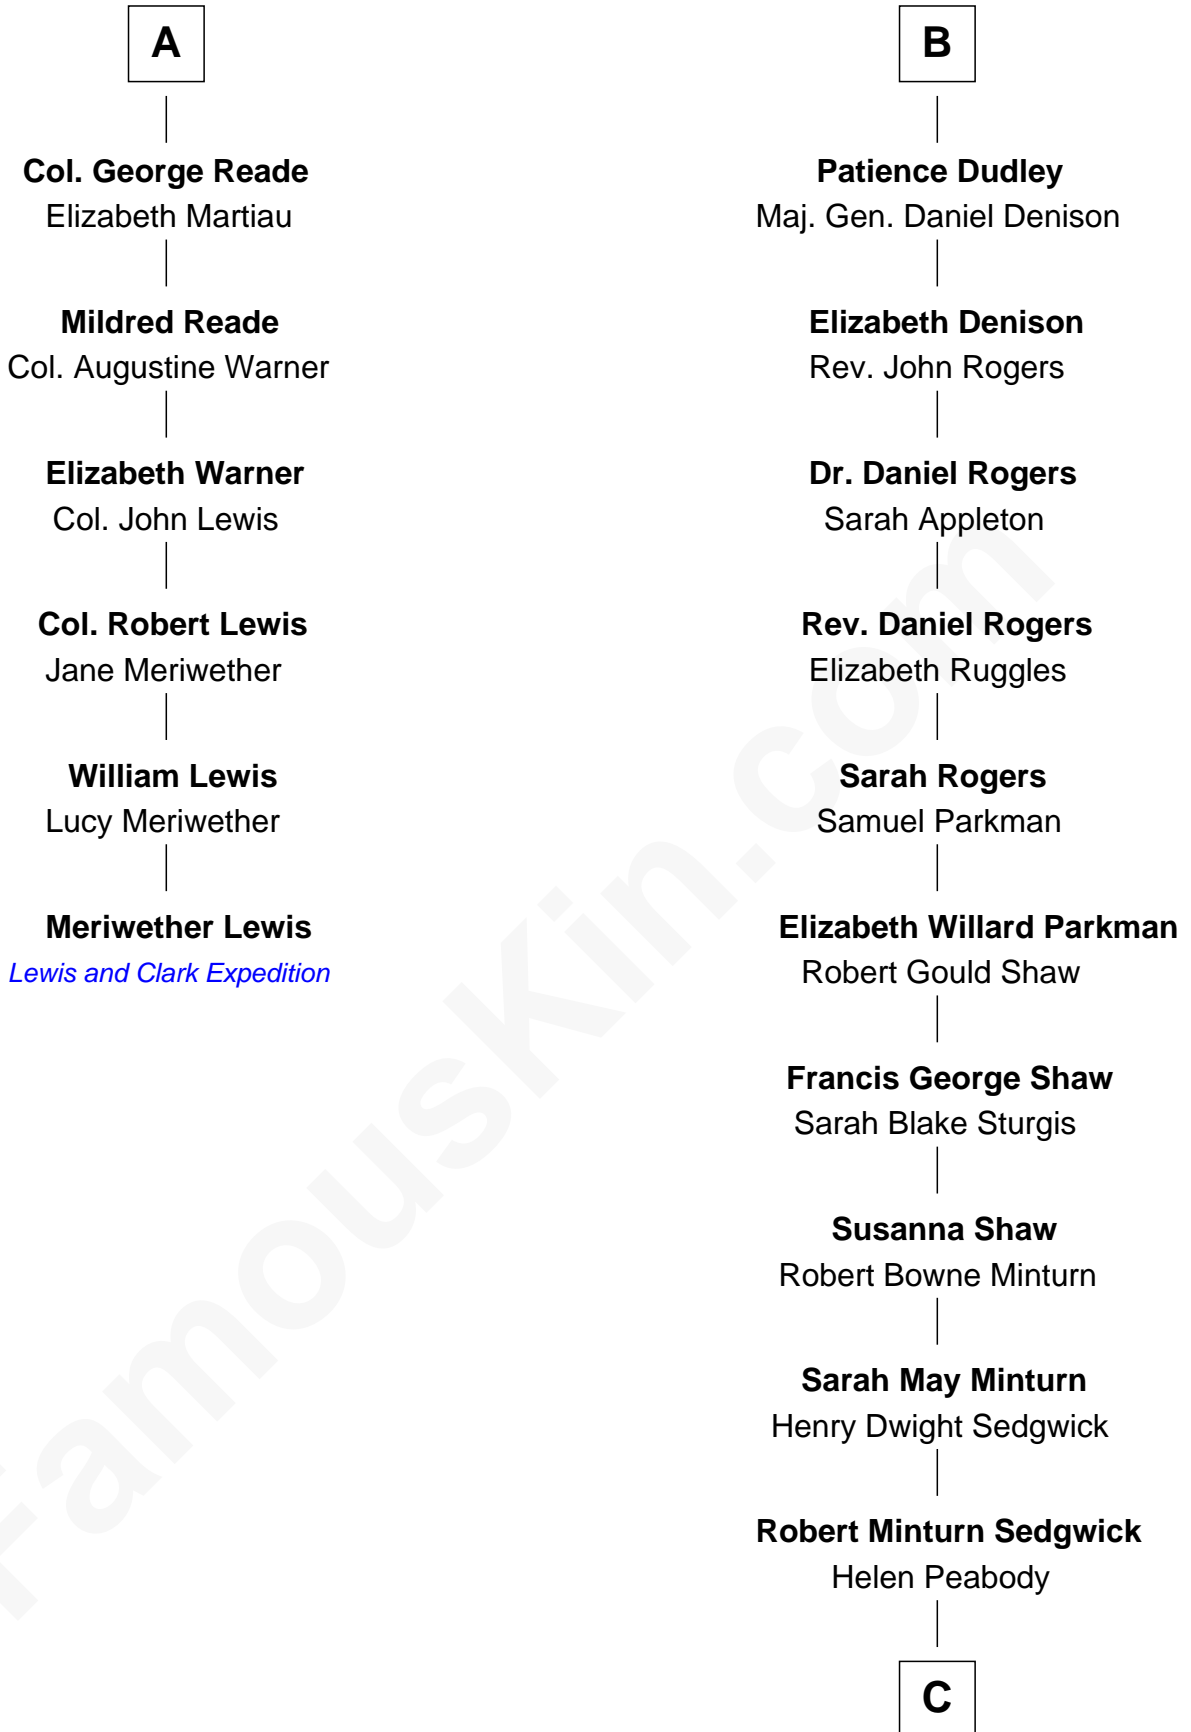 A
Col. George Reade
Elizabeth Martiau
Mildred Reade
Col. Augustine Warner
Elizabeth Warner
Col. John Lewis
Col. Robert Lewis
Jane Meriwether
William Lewis
Lucy Meriwether
Meriwether Lewis
Lewis and Clark Expedition
B
Patience Dudley
Maj. Gen. Daniel Denison
Elizabeth Denison
Rev. John Rogers
Dr. Daniel Rogers
Sarah Appleton
Rev. Daniel Rogers
Elizabeth Ruggles
Sarah Rogers
Samuel Parkman
Elizabeth Willard Parkman
Robert Gould Shaw
Francis George Shaw
Sarah Blake Sturgis
Susanna Shaw
Robert Bowne Minturn
Sarah May Minturn
Henry Dwight Sedgwick
Robert Minturn Sedgwick
Helen Peabody
C
FamousKin.com